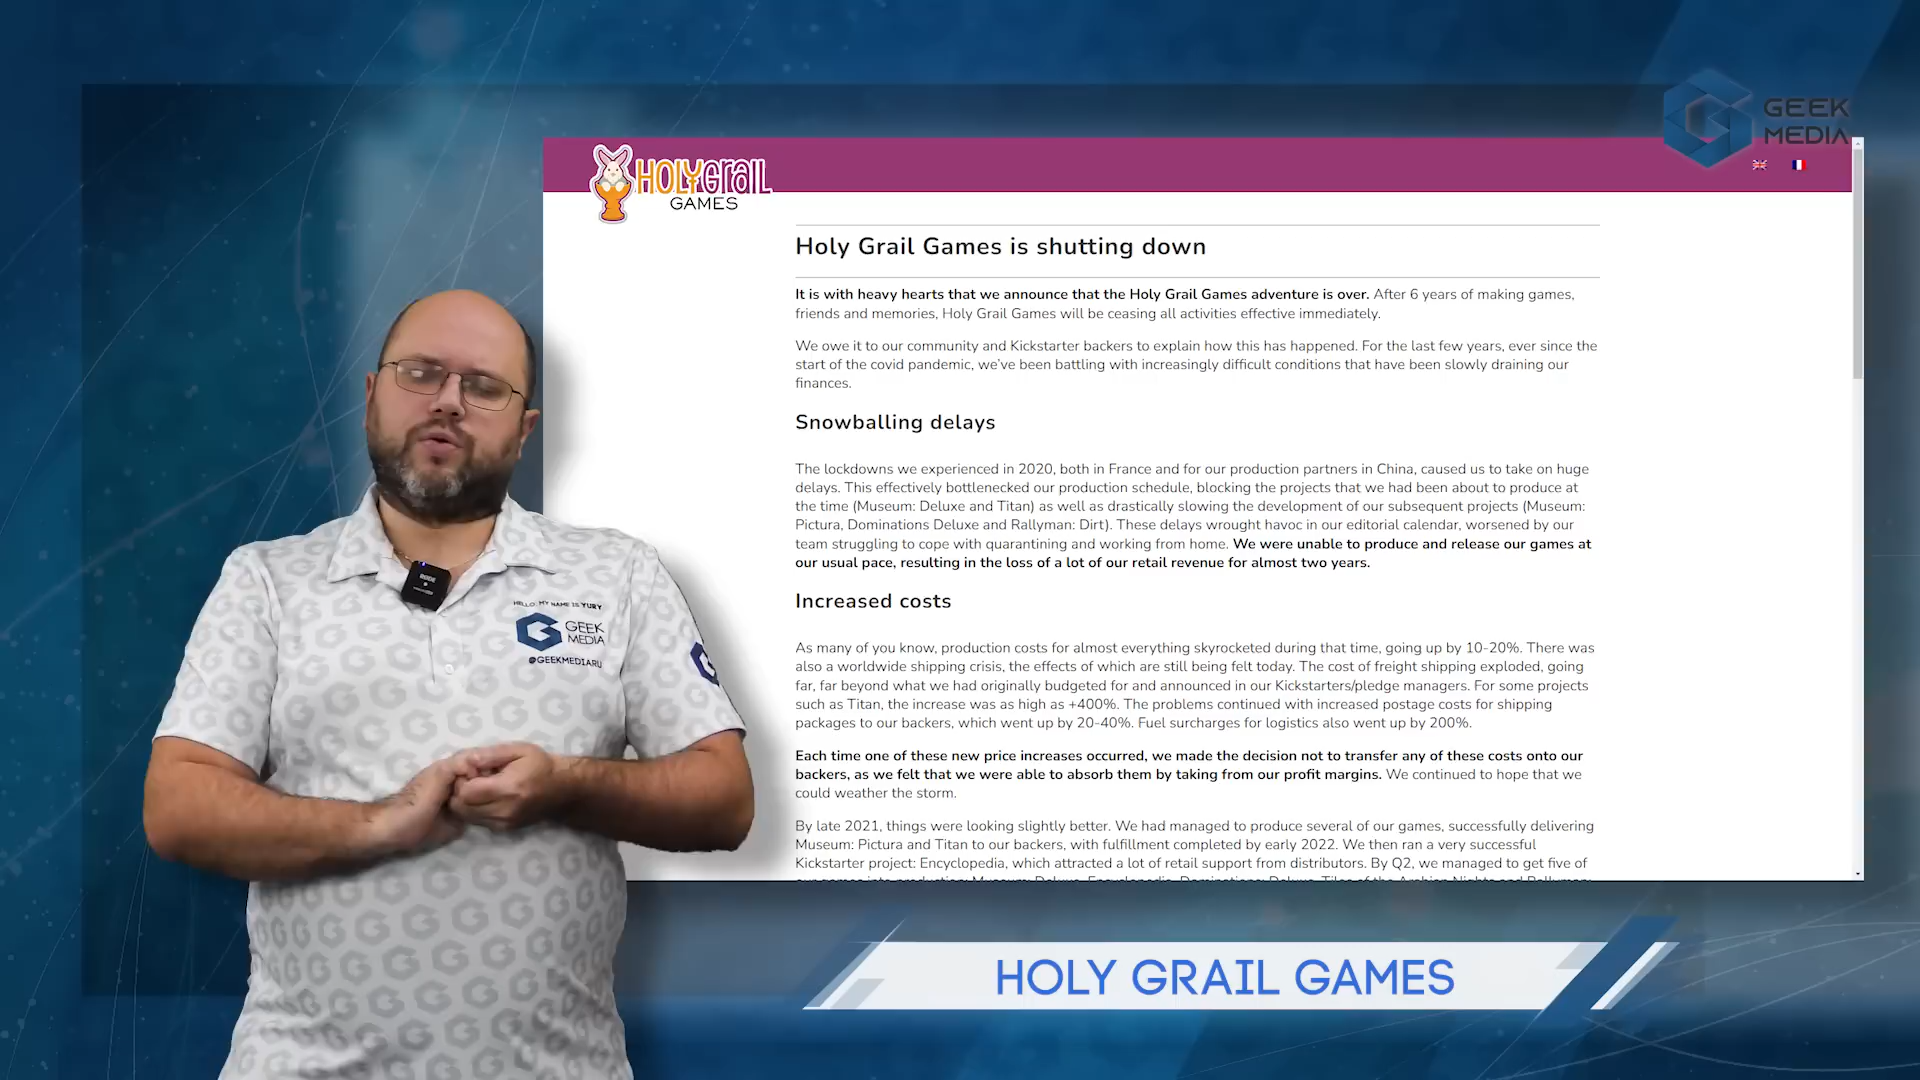 GEEK
MEDIA
HOLY GRAIL
GAMES
Holy Grail Games is shutting down
It is with heavy hearts that we announce that the Holy Grail Games adventure is over. After 6 years of making games,
friends and memories, Holy Grail Games will be ceasing all activities effective immediately.
We owe it to our community and Kickstarter backers to explain how this has happened. For the last few years, ever since the
start of the covid pandemic, we've been battling with increasingly difficult conditions that have been slowly draining our
finances.
Snowballing delays
The lockdowns we experienced in 2020, both in France and for our production partners in China, caused us to take on huge
delays. This effectively bottlenecked our production schedule, blocking the projects that we had been about to produce at
the time (Museum: Deluxe and Titan) as well as drastically slowing the development of our subsequent projects (Museum:
Pictura, Dominations Deluxe and Rallyman: Dirt). These delays wrought havoc in our editorial calendar, worsened by our
team struggling to cope with quarantining and working from home. We were unable to produce and release our games at
our usual pace, resulting in the loss of a lot of our retail revenue for almost two years.
Increased costs
As many of you know, production costs for almost everything skyrocketed during that time, going up by 10-20%. There was
also a worldwide shipping crisis, the effects of which are still being felt today. The cost of freight shipping exploded, going
far, far beyond what we had originally budgeted for and announced in our Kickstarters/pledge managers. For some projects
such as Titan, the increase was as high as +400%. The problems continued with increased postage costs for shipping
packages to our backers, which went up by 20-40%. Fuel surcharges for logistics also went up by 200%.
Each time one of these new price increases occurred, we made the decision not to transfer any of these costs onto our
backers, as we felt that we were able to absorb them by taking from our profit margins. We continued to hope that we
could weather the storm.
By late 2021, things were looking slightly better. We had managed to produce several of our games, successfully delivering
Museum: Pictura and Titan to our backers, with fulfillment completed by early 2022. We then ran a very successful
Kickstarter project: Encyclopedia, which attracted a lot of retail support from distributors. By Q2, we managed to get five of
our games into production: Museum: Deluxe, Encyclopedia, Dominations: Deluxe, Tiles of the Arabian Nights and Rallyman:
RODE
HELLO, MY NAME IS YURY
GEEK
MEDIA
@GEEKMEDIARU
HOLY GRAIL GAMES